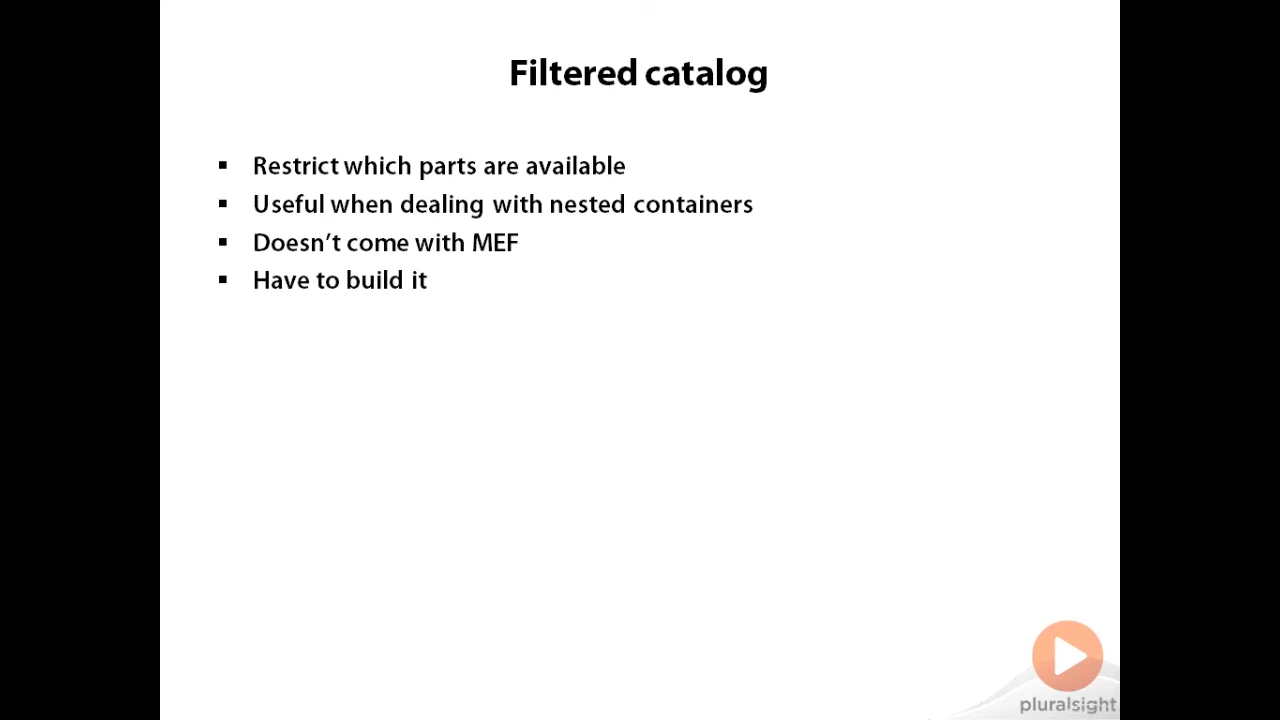 Filtered catalog
▪ Restrict which parts are available
▪ Useful when dealing with nested containers
▪ Doesn’t come with MEF
▪ Have to build it
pluralsight